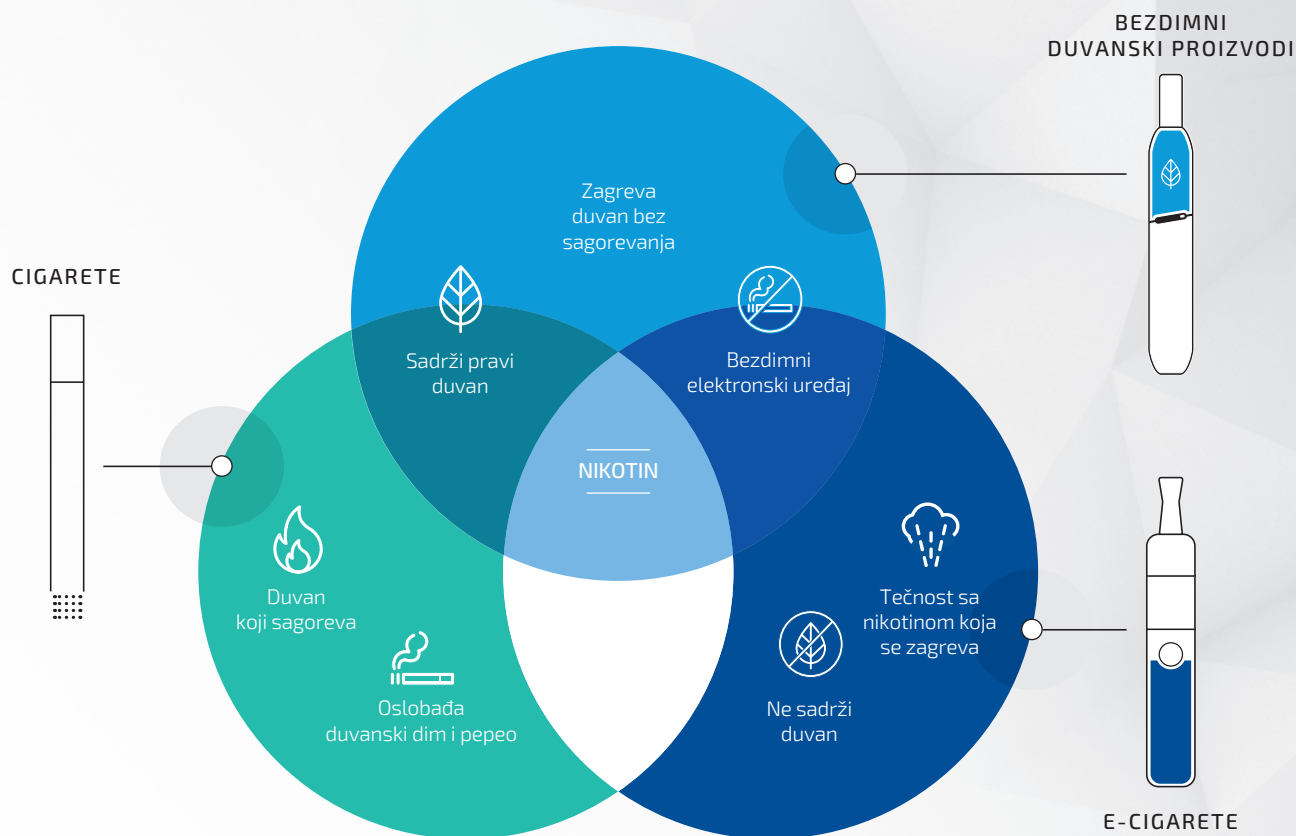 BEZDIMNI
DUVANSKI PROIZVODI
Zagreva
duvan bez
sagorevanja
CIGARETE
Sadrži pravi
duvan
Bezdimni
elektronski uređaj
NIKOTIN
Duvan
koji sagoreva
Tečnost sa
nikotinom koja
se zagreva
Oslobađa
duvanski dim i pepeo
Ne sadrži
duvan
E-CIGARETE